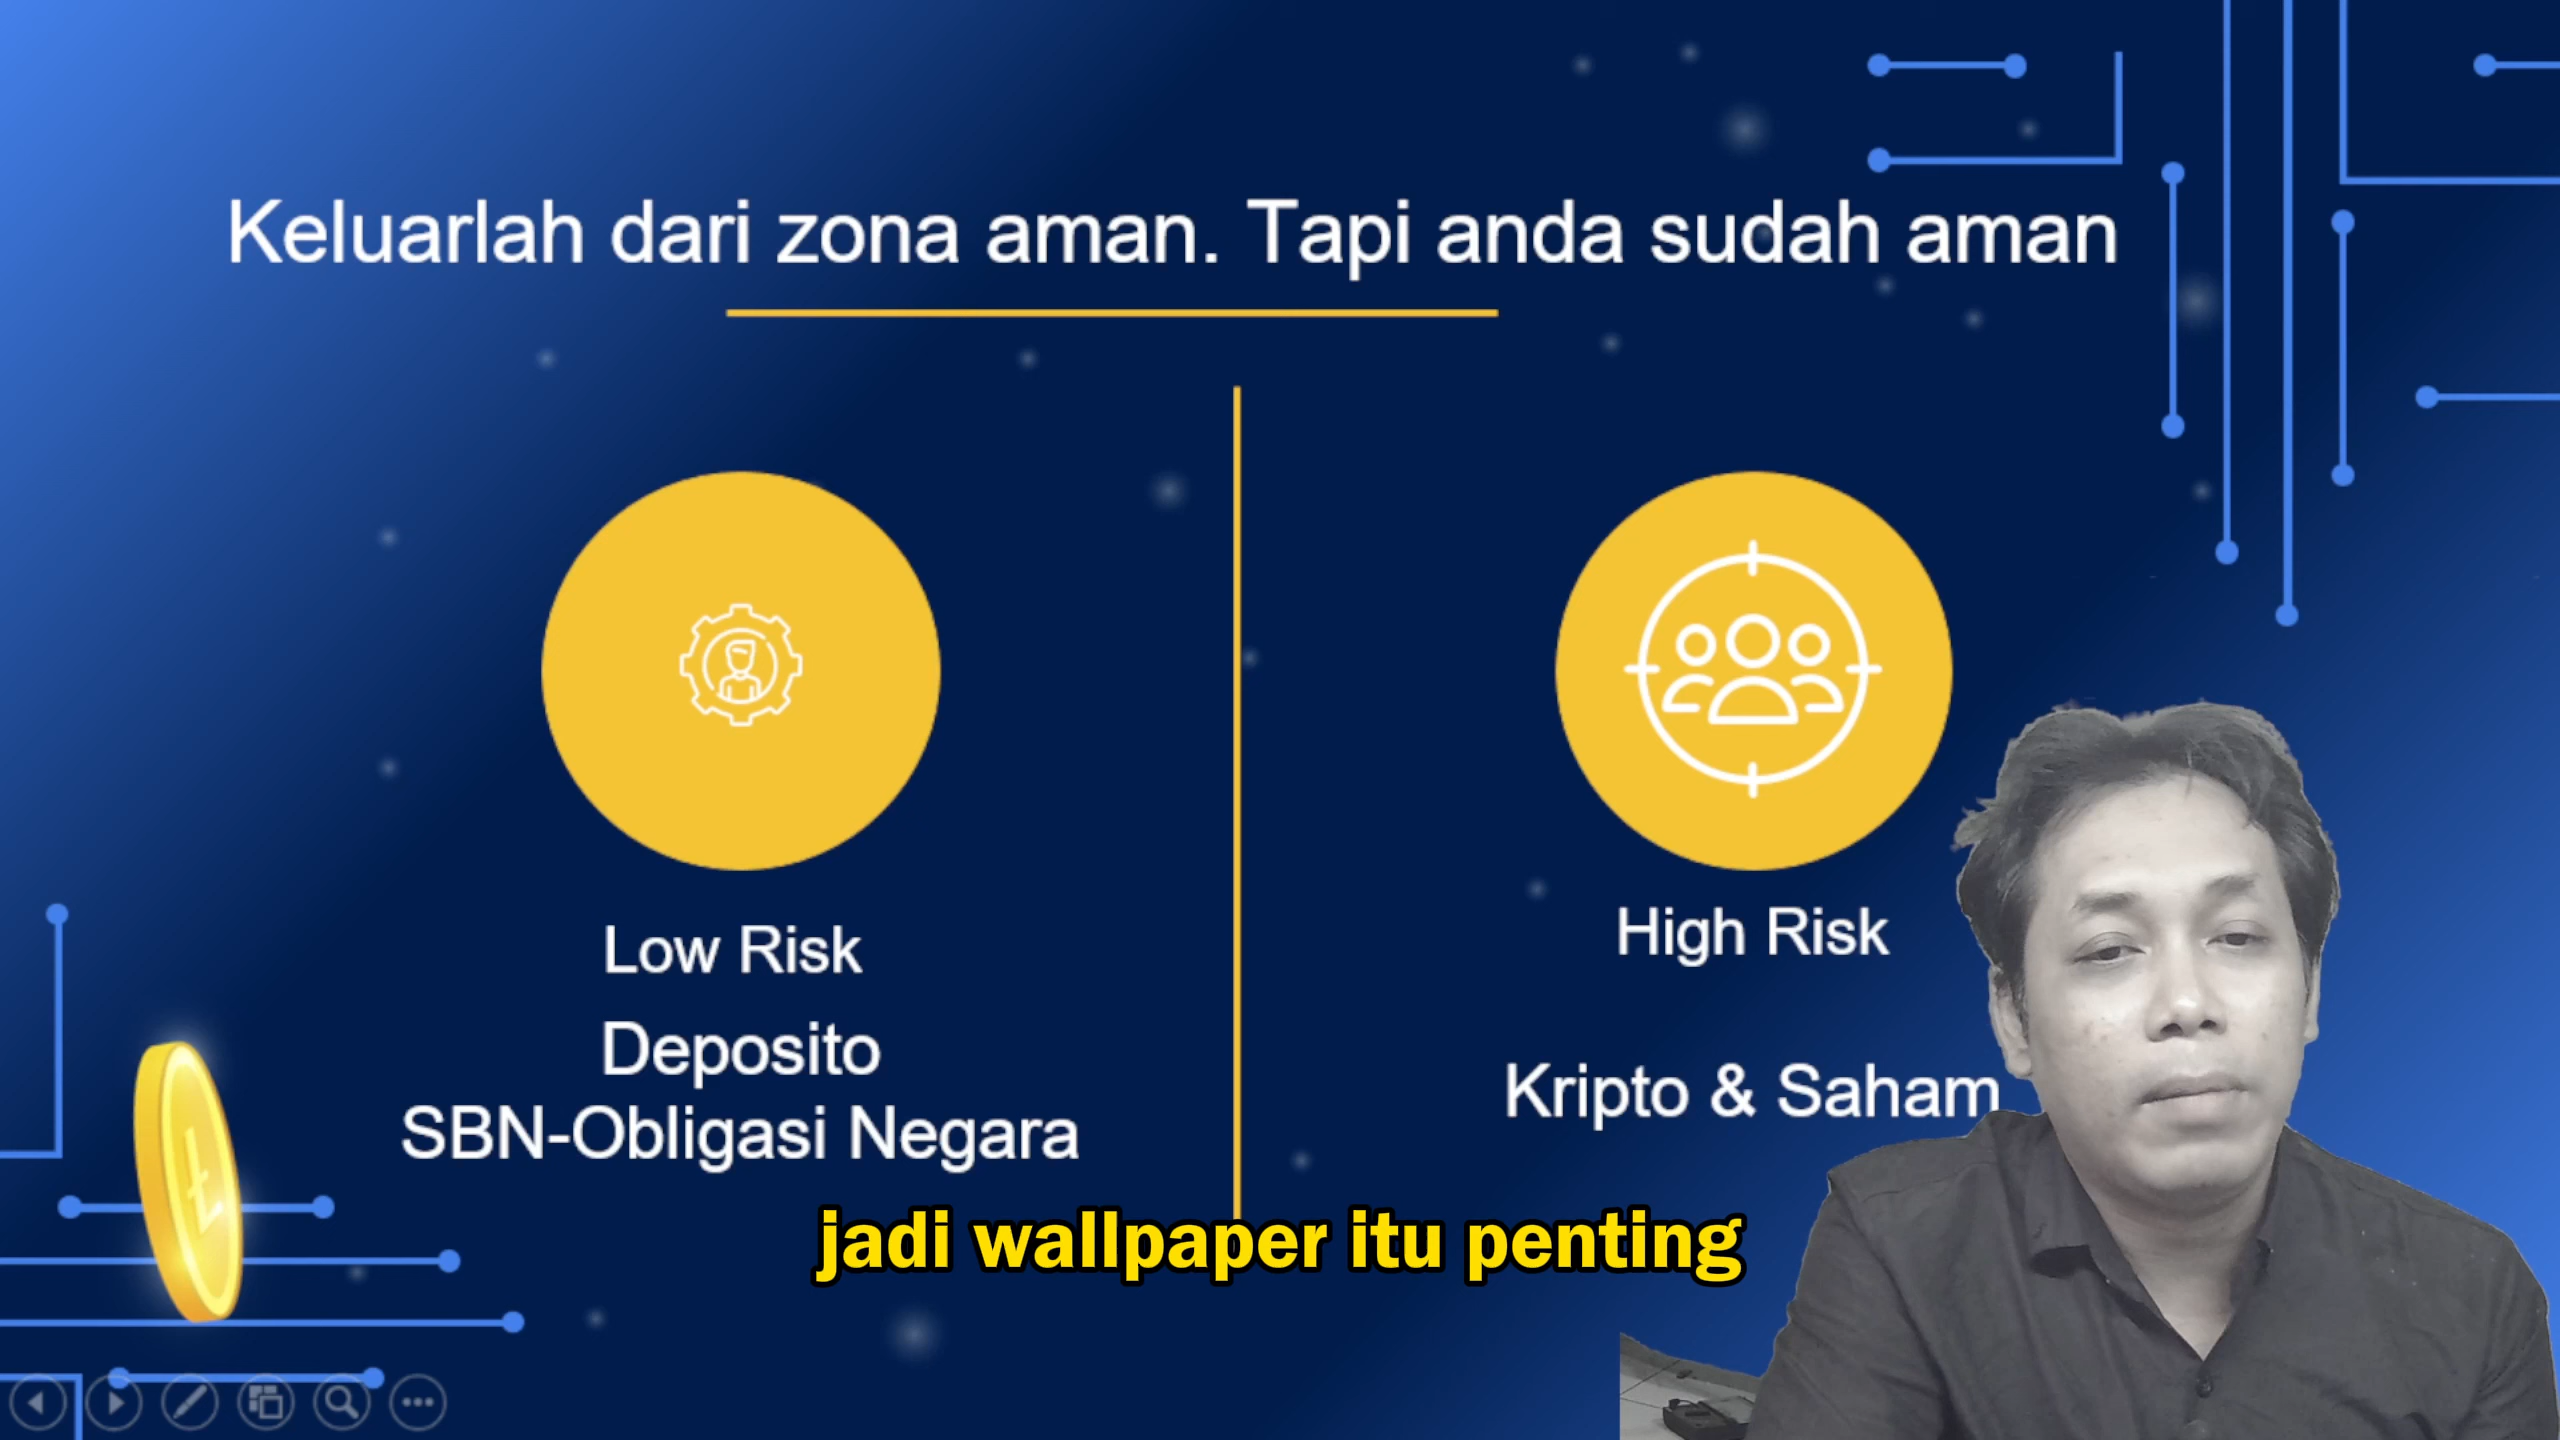 Keluarlah dari zona aman. Tapi anda sudah aman
Low Risk
Deposito
SBN-Obligasi Negara
High Risk
Kripto & Saham
jadi wallpaper itu penting